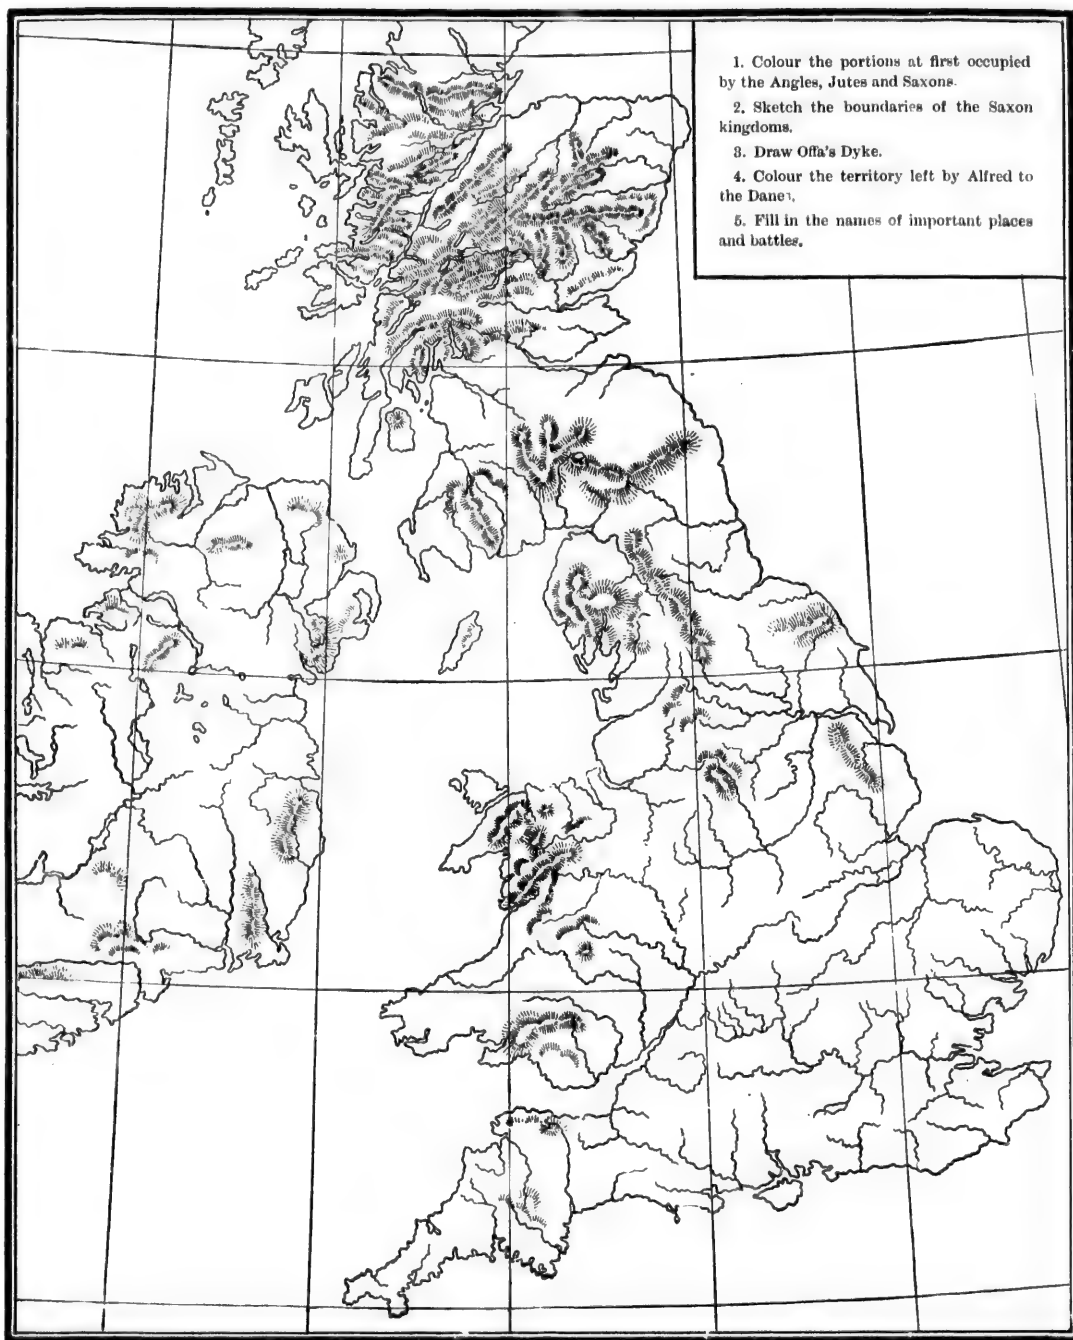 1. Colour the portions at first occupied
by the Angles, Jutes and Saxons.
2. Sketch the boundaries of the Saxon
kingdoms.
3. Draw Offa's Dyke.
4. Colour the territory left by Alfred to
the Danes.
5. Fill in the names of important places
and battles.